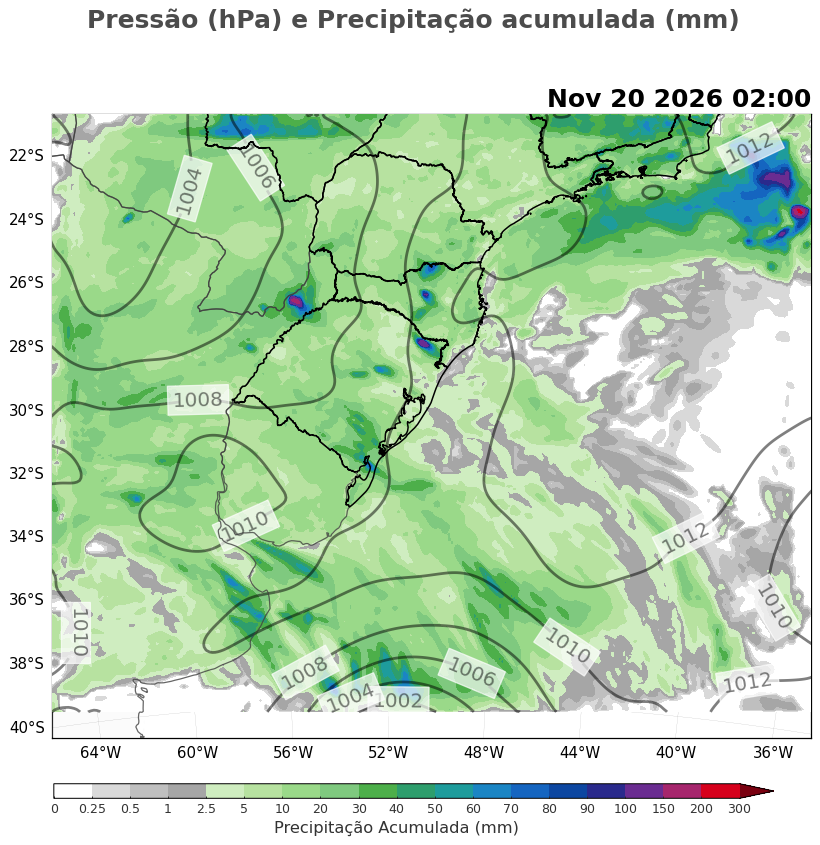 Pressão (hPa) e Precipitação acumulada (mm)
Nov 20 2026 02:00
1012
1004
1006
22°S
24°S
26°S
28°S
1008
30°S
32°S
1010
34°S
1012
36°S
1010
1010
1010
38°S
1008
1006
1004
1002
1012
40°S
64°W 60°W 56°W 52°W 48°W 44°W 40°W 36°W
0 0.25 0.5 1 2.5 5 10 20 30 40 50 60 70 80 90 100 150 200 300
Precipitação Acumulada (mm)